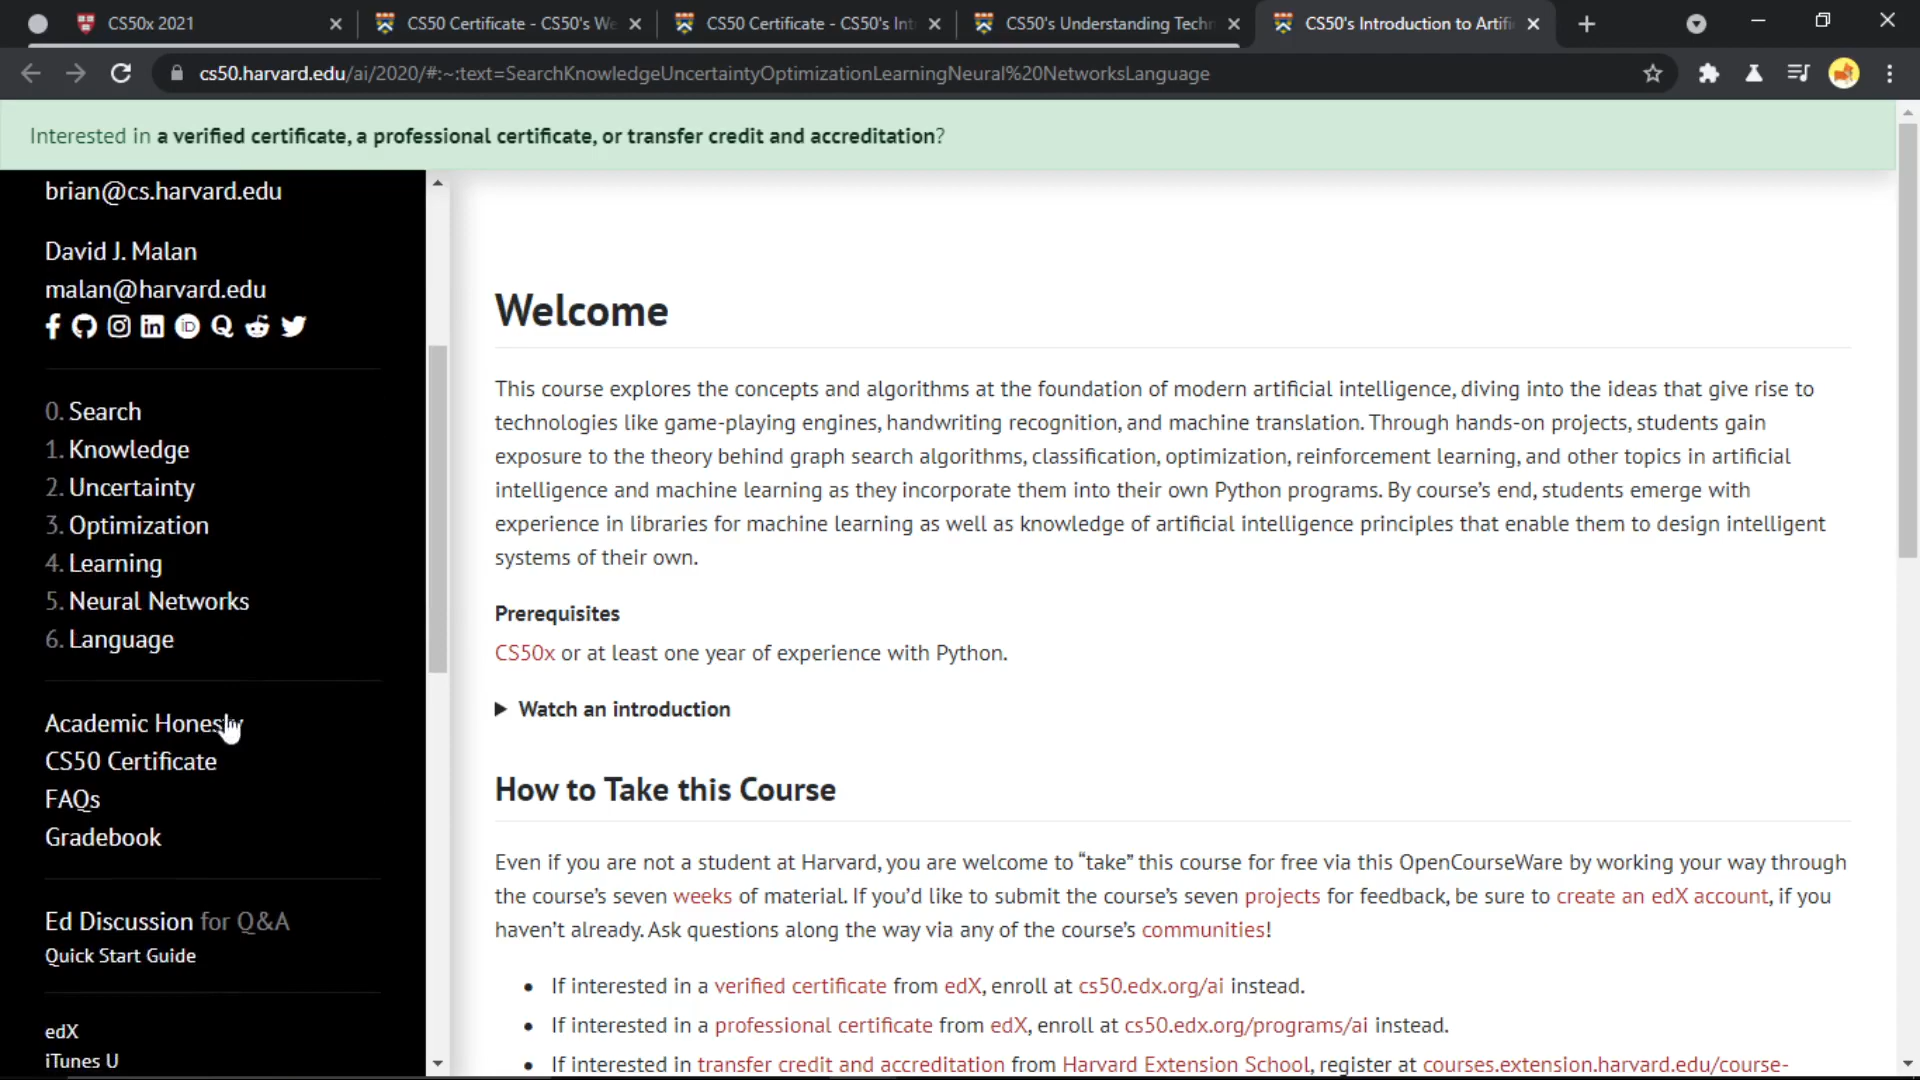 CS50x 2021
CS50 Certificate - CS50's We
CS50 Certificate - CS50's Int
CS50's Understanding Techn
CS50's Introduction to Artifi
cs50.harvard.edu/ai/2020/#:~:text=SearchKnowledgeUncertaintyOptimizationLearningNeural%20NetworksLanguage
Interested in a verified certificate, a professional certificate, or transfer credit and accreditation?
brian@cs.harvard.edu
David J. Malan
malan@harvard.edu
0. Search
1. Knowledge
2. Uncertainty
3. Optimization
4. Learning
5. Neural Networks
6. Language
Academic Honesty
CS50 Certificate
FAQs
Gradebook
Ed Discussion for Q&A
Quick Start Guide
edX
iTunes U
Welcome
This course explores the concepts and algorithms at the foundation of modern artificial intelligence, diving into the ideas that give rise to
technologies like game-playing engines, handwriting recognition, and machine translation. Through hands-on projects, students gain
exposure to the theory behind graph search algorithms, classification, optimization, reinforcement learning, and other topics in artificial
intelligence and machine learning as they incorporate them into their own Python programs. By course’s end, students emerge with
experience in libraries for machine learning as well as knowledge of artificial intelligence principles that enable them to design intelligent
systems of their own.
Prerequisites
CS50x or at least one year of experience with Python.
Watch an introduction
How to Take this Course
Even if you are not a student at Harvard, you are welcome to “take” this course for free via this OpenCourseWare by working your way through
the course’s seven weeks of material. If you’d like to submit the course’s seven projects for feedback, be sure to create an edX account, if you
haven’t already. Ask questions along the way via any of the course’s communities!
• If interested in a verified certificate from edX, enroll at cs50.edx.org/ai instead.
• If interested in a professional certificate from edX, enroll at cs50.edx.org/programs/ai instead.
• If interested in transfer credit and accreditation from Harvard Extension School, register at courses.extension.harvard.edu/course-